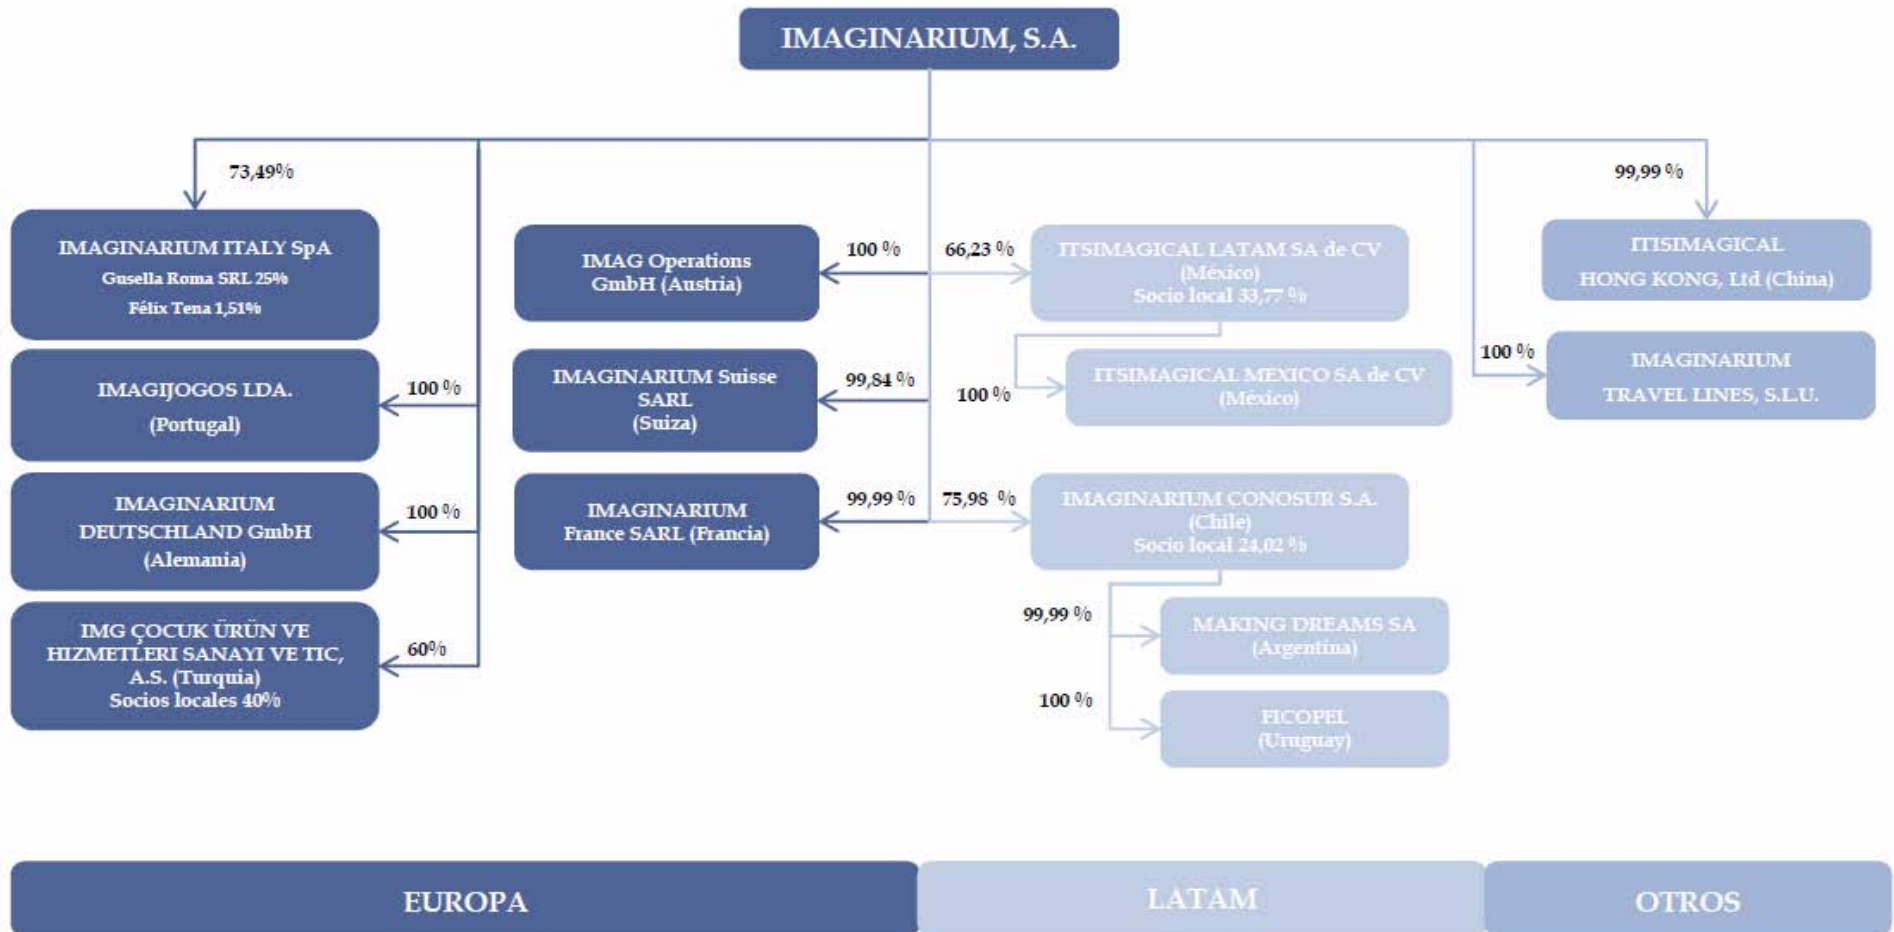 IMAGINARIUM, S.A.
73,49%
IMAGINARIUM ITALY SpA
Gusella Roma SRL 25%
Félix Tena 1,51%
100 %
IMAGIJOGOS LDA.
(Portugal)
100 %
IMAGINARIUM
DEUTSCHLAND GmbH
(Alemania)
60%
IMG ÇOCUK ÜRÜN VE
HIZMETLERI SANAYI VE TIC,
A.S. (Turquia)
Socios locales 40%
IMAG Operations
GmbH (Austria)
100 %
IMAGINARIUM Suisse
SARL
(Suiza)
99,84 %
IMAGINARIUM
France SARL (Francia)
99,99 %
66,23 %
ITSIMAGICAL LATAM SA de CV
(México)
Socio local 33,77 %
100 %
ITSIMAGICAL MEXICO SA de CV
(México)
75,98 %
IMAGINARIUM CONOSUR S.A.
(Chile)
Socio local 24,02 %
99,99 %
MAKING DREAMS SA
(Argentina)
100 %
FICOPEL
(Uruguay)
99,99 %
ITISIMAGICAL
HONG KONG, Ltd (China)
100 %
IMAGINARIUM
TRAVEL LINES, S.L.U.
EUROPA
LATAM
OTROS